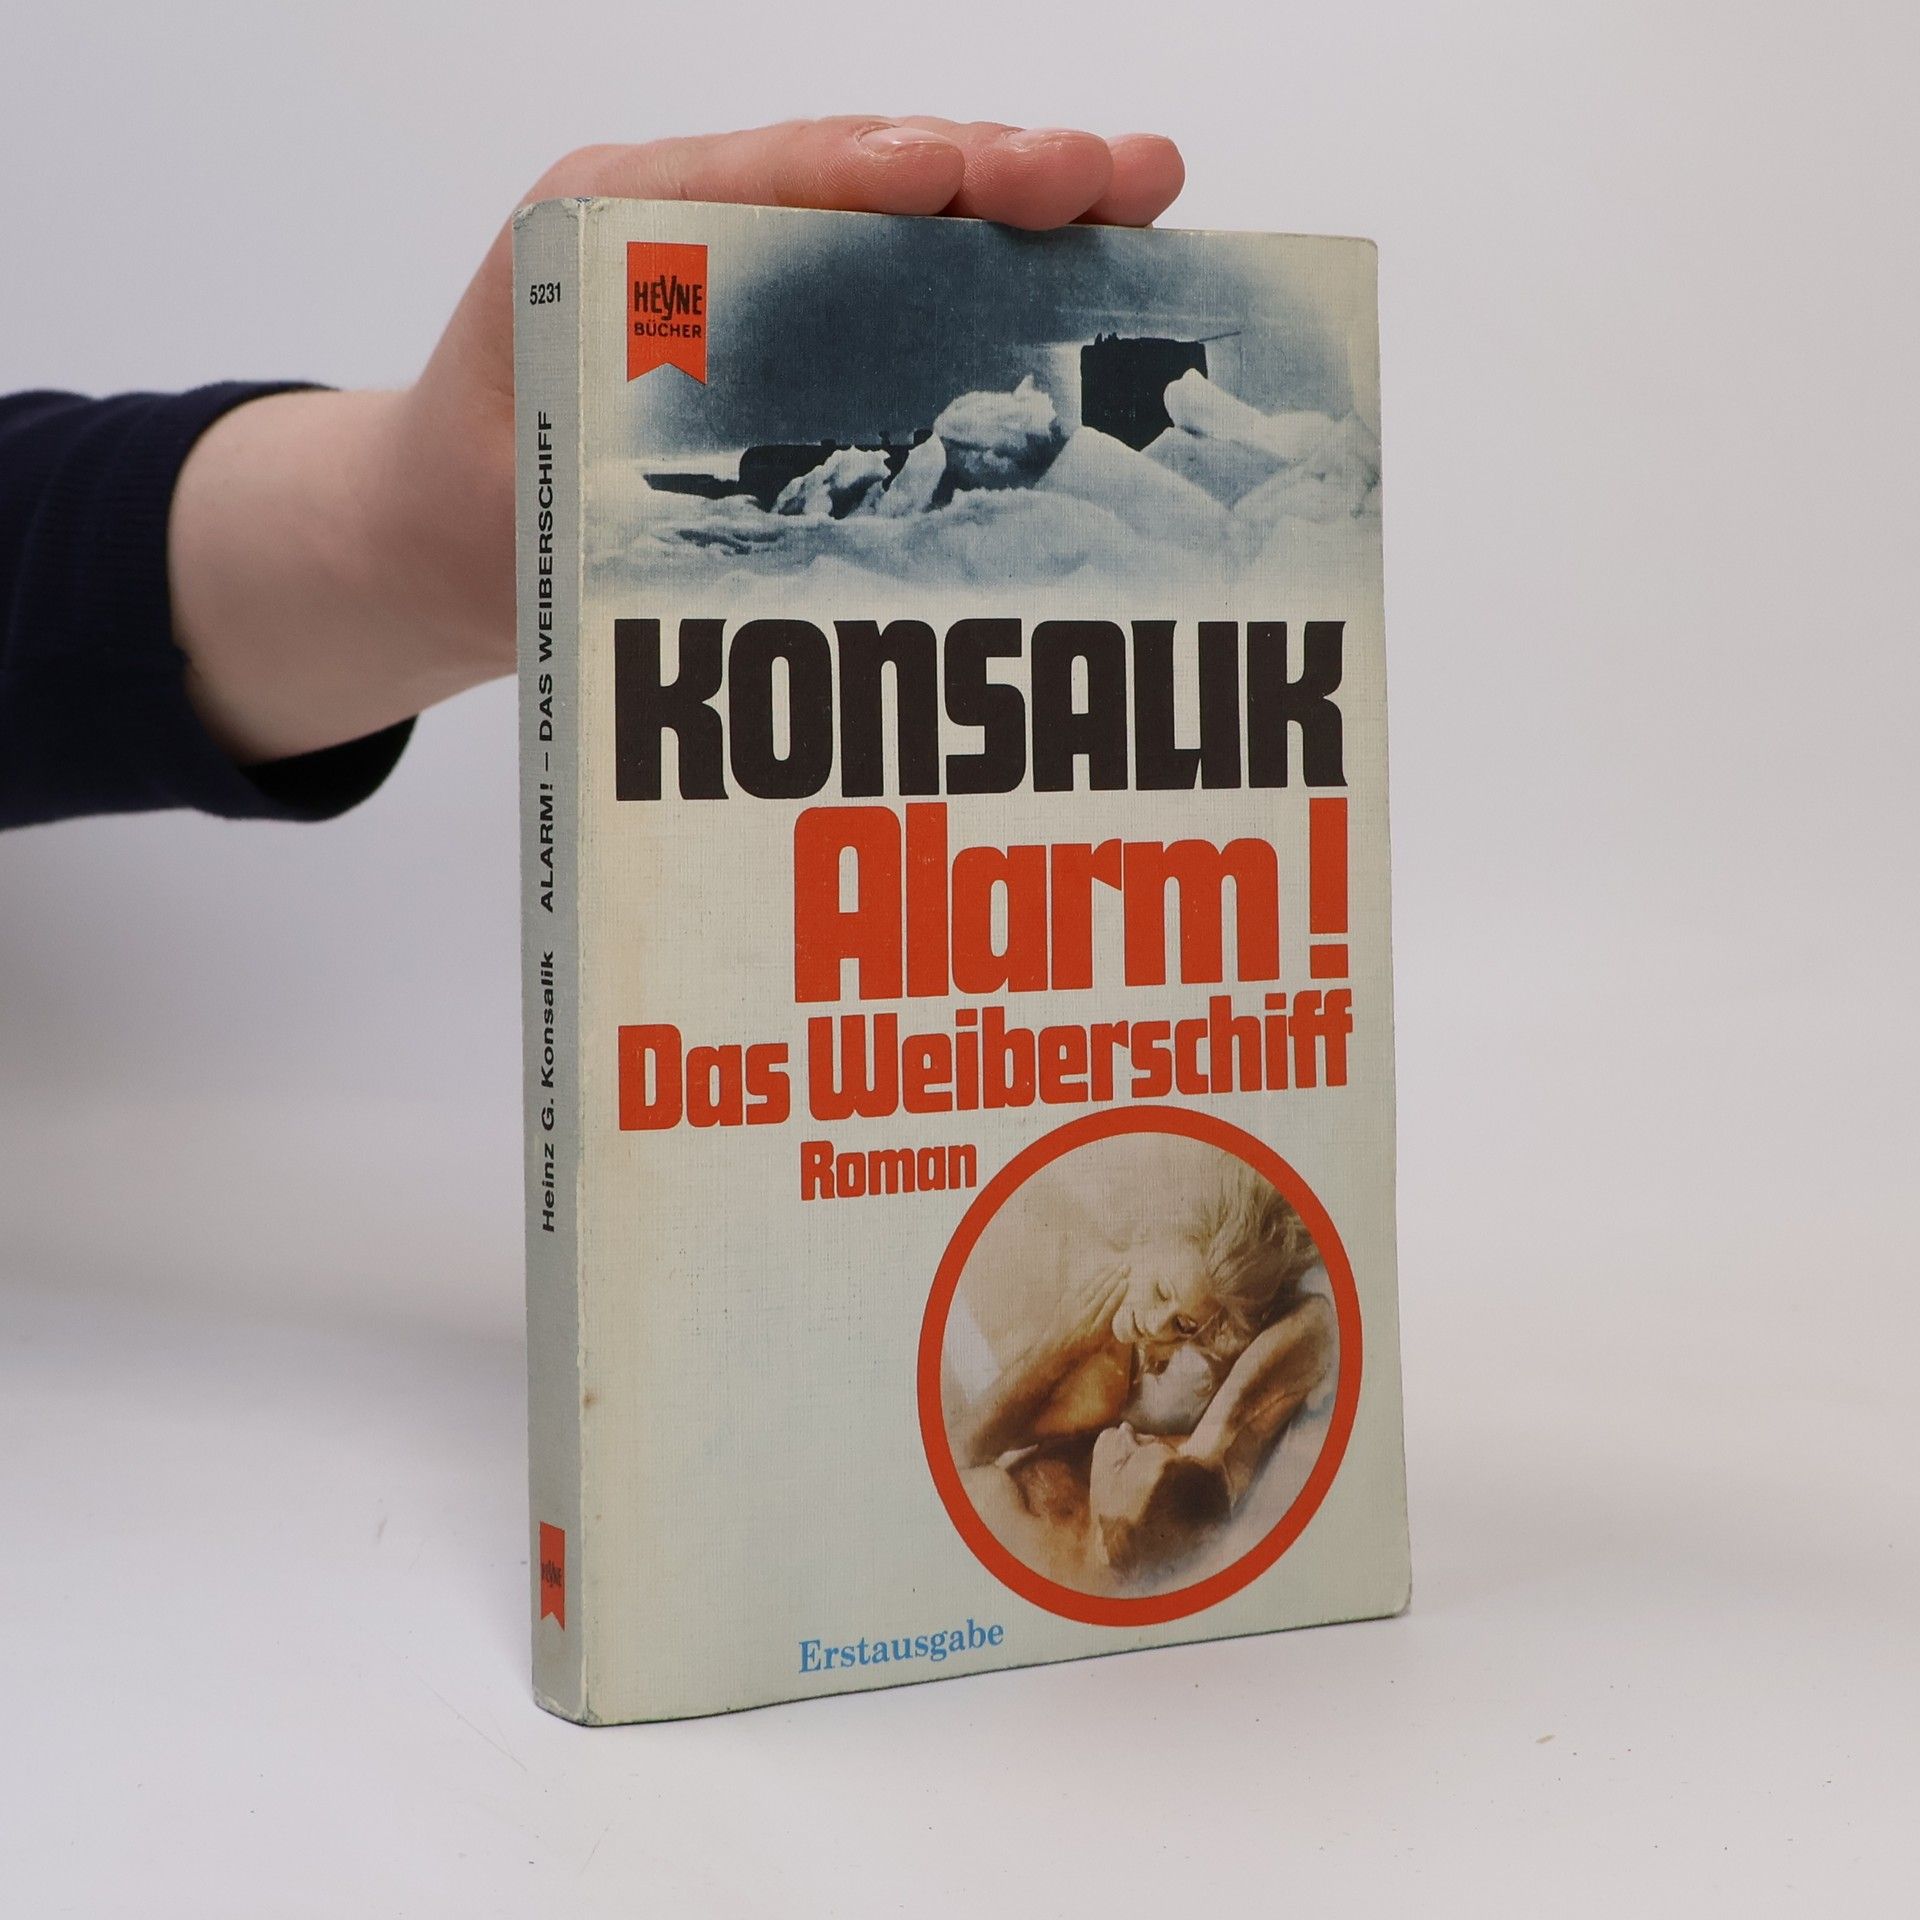 HEYNE
BÜCHER
KONSALIK
Alarm!
Das Weiberschiff
Roman
Erstausgabe
5231
Heinz G. Konsalik ALARM! – DAS WEIBERSCHIFF
HEYNE